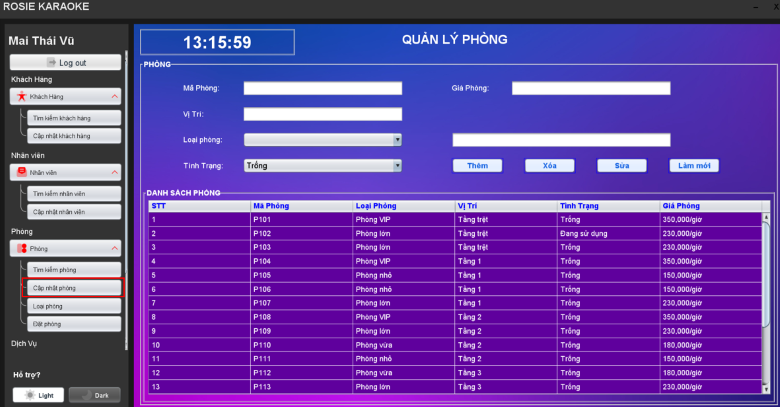 ROSIE KARAOKE
Mai Thái Vũ
Log out
Khách Hàng
Khách Hàng
Tìm kiếm khách hàng
Cập nhật khách hàng
Nhân viên
Nhân viên
Tìm kiếm nhân viên
Cập nhật nhân viên
Phòng
Phòng
Tìm kiếm phòng
Cập nhật phòng
Loại phòng
Đặt phòng
Dịch Vụ
Hỗ trợ?
Light Dark
13:15:59
QUẢN LÝ PHÒNG
PHÒNG
Mã Phòng: Giá Phòng:
Vị Trí:
Loại phòng:
Tình Trạng: Trống Thêm Xóa Sửa Làm mới
DANH SÁCH PHÒNG
STT Mã Phòng Loại Phòng Vị Trí Tình Trạng Giá Phòng
1 P101 Phòng VIP Tầng trệt Trống 350,000/giờ
2 P102 Phòng lớn Tầng trệt Đang sử dụng 230,000/giờ
3 P103 Phòng lớn Tầng trệt Trống 230,000/giờ
4 P104 Phòng VIP Tầng 1 Trống 350,000/giờ
5 P105 Phòng nhỏ Tầng 1 Trống 150,000/giờ
6 P106 Phòng nhỏ Tầng 1 Trống 150,000/giờ
7 P107 Phòng lớn Tầng 1 Trống 230,000/giờ
8 P108 Phòng VIP Tầng 2 Trống 350,000/giờ
9 P109 Phòng lớn Tầng 2 Trống 230,000/giờ
10 P110 Phòng vừa Tầng 2 Trống 180,000/giờ
11 P111 Phòng nhỏ Tầng 2 Trống 150,000/giờ
12 P112 Phòng vừa Tầng 3 Trống 180,000/giờ
13 P113 Phòng lớn Tầng 3 Trống 230,000/giờ